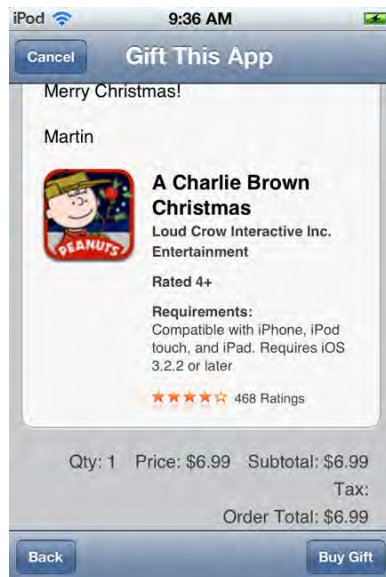 iPod 9:36 AM
Cancel Gift This App
Merry Christmas!
Martin
A Charlie Brown
Christmas
Loud Crow Interactive Inc.
Entertainment
PEANUTS
Rated 4+
Requirements:
Compatible with iPhone, iPod
touch, and iPad. Requires iOS
3.2.2 or later
468 Ratings
Qty: 1 Price: $6.99 Subtotal: $6.99
Tax:
Order Total: $6.99
Back Buy Gift